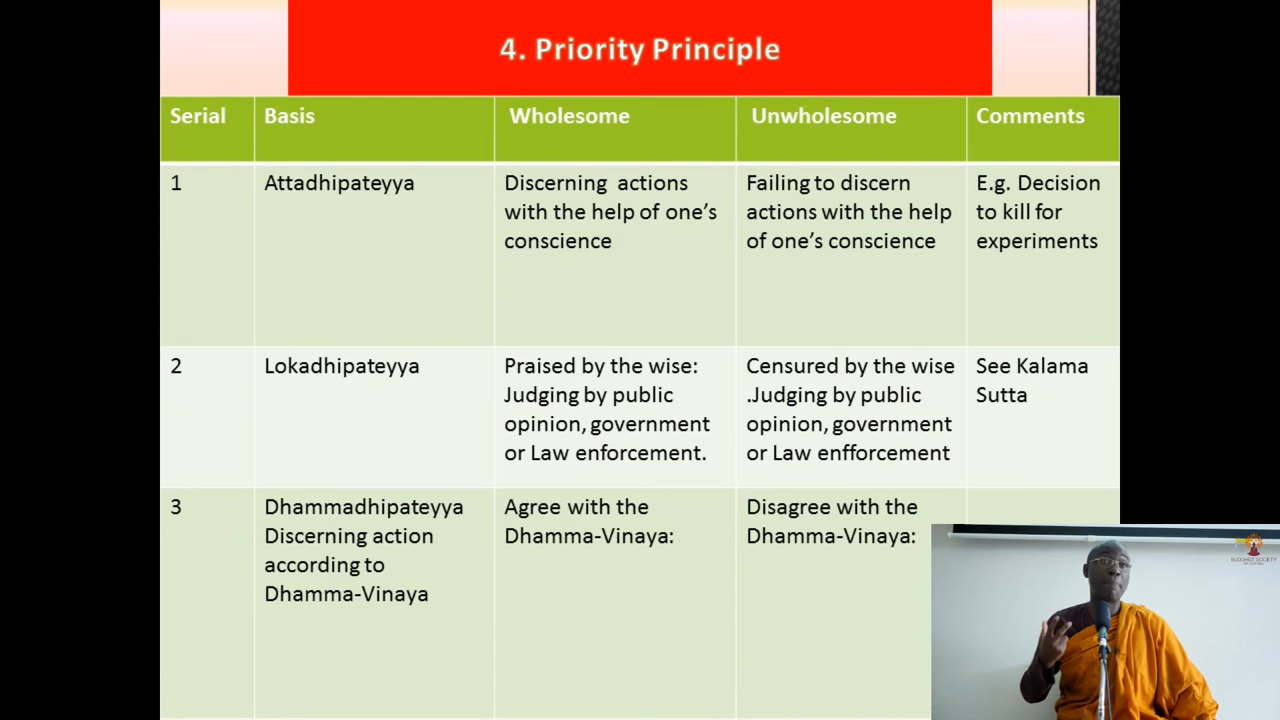 4. Priority Principle
Serial
Basis
Wholesome
Unwholesome
Comments
1
Attadhipateyya
Discerning actions
with the help of one's
conscience
Failing to discern
actions with the help
of one's conscience
E.g. Decision
to kill for
experiments
2
Lokadhipateyya
Praised by the wise:
Judging by public
opinion, government
or Law enforcement.
Censured by the wise
.Judging by public
opinion, government
or Law enfforcement
See Kalama
Sutta
3
Dhammadhipateyya
Discerning action
according to
Dhamma-Vinaya
Agree with the
Dhamma-Vinaya:
Disagree with the
Dhamma-Vinaya:
BUDDHIST SOCIETY